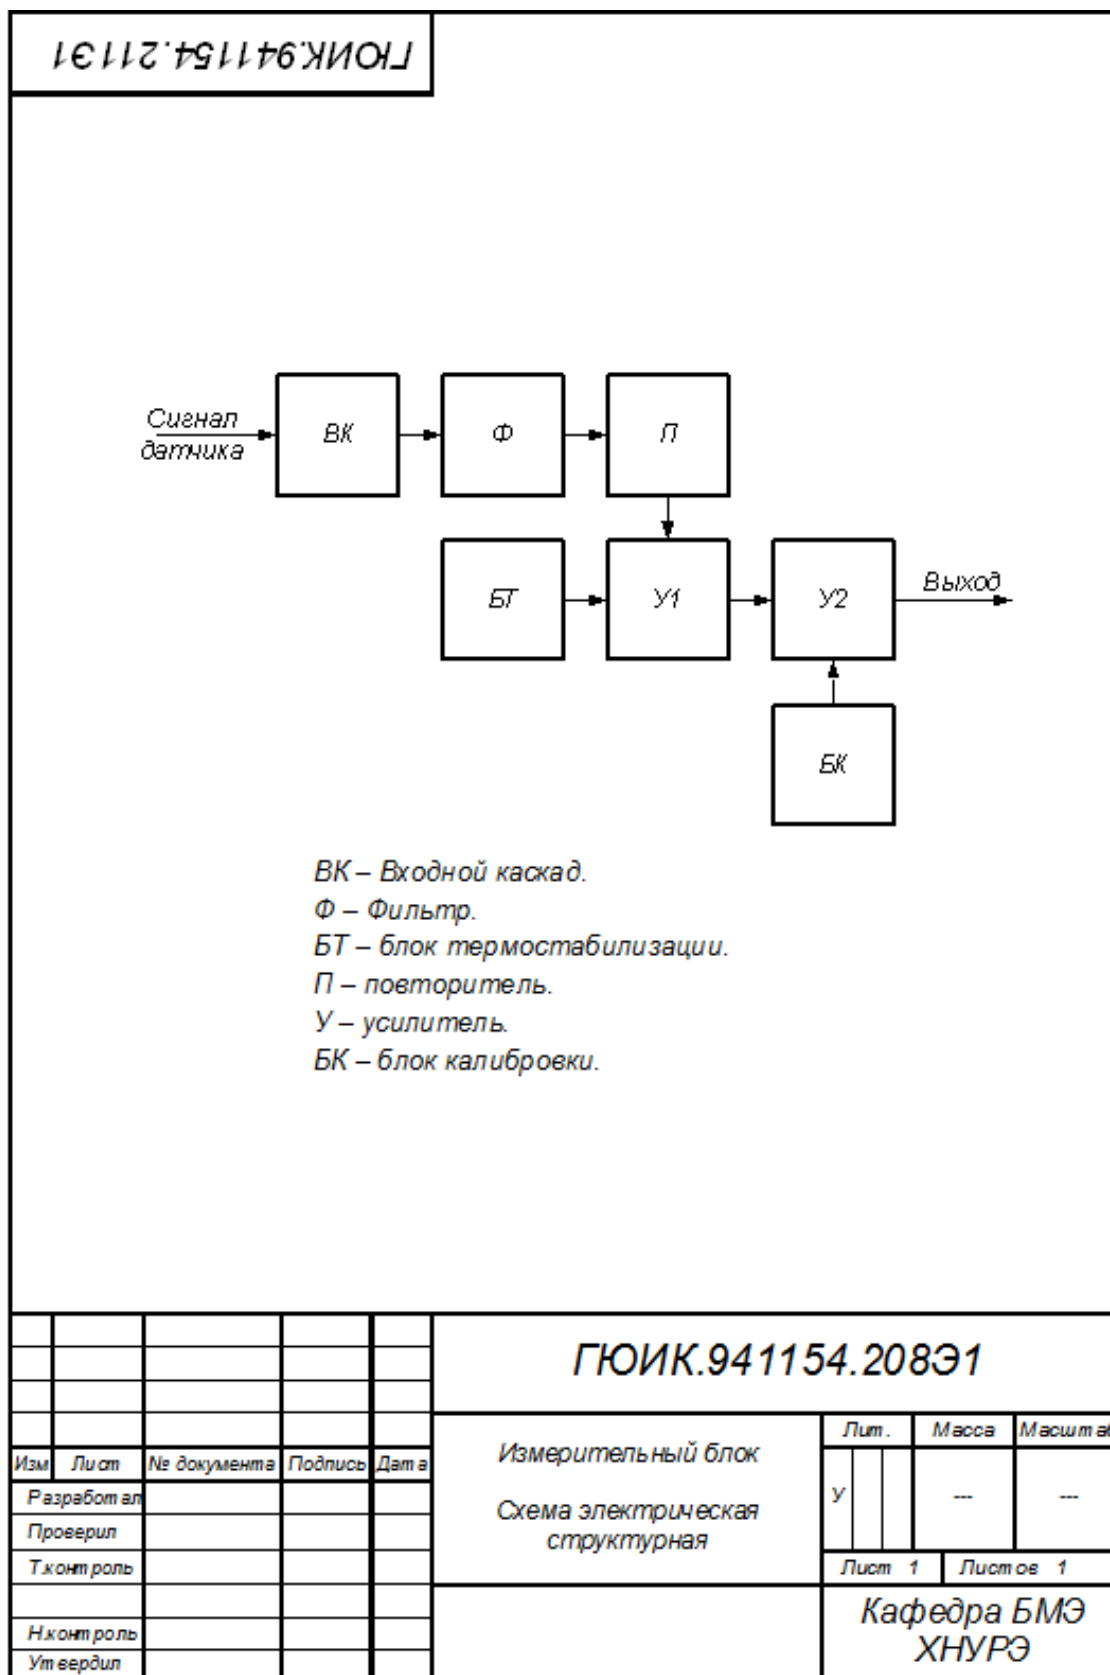 ГЮИК.941154.211Э1
Сигнал
датчика
ВК
Ф
П
БТ
У1
У2
Выход
БК
ВК – Входной каскад.
Ф – Фильтр.
БТ – блок термостабилизации.
П – повторитель.
У – усилитель.
БК – блок калибровки.
ГЮИК.941154.208Э1
Изм Лист № документа Подпись Дата
Разработал
Проверил
Т.контроль
Н.контроль
Утвердил
Измерительный блок
Схема электрическая
структурная
Лит. Масса Масштаб
У --- ---
Лист 1 Листов 1
Кафедра БМЭ
ХНУРЭ